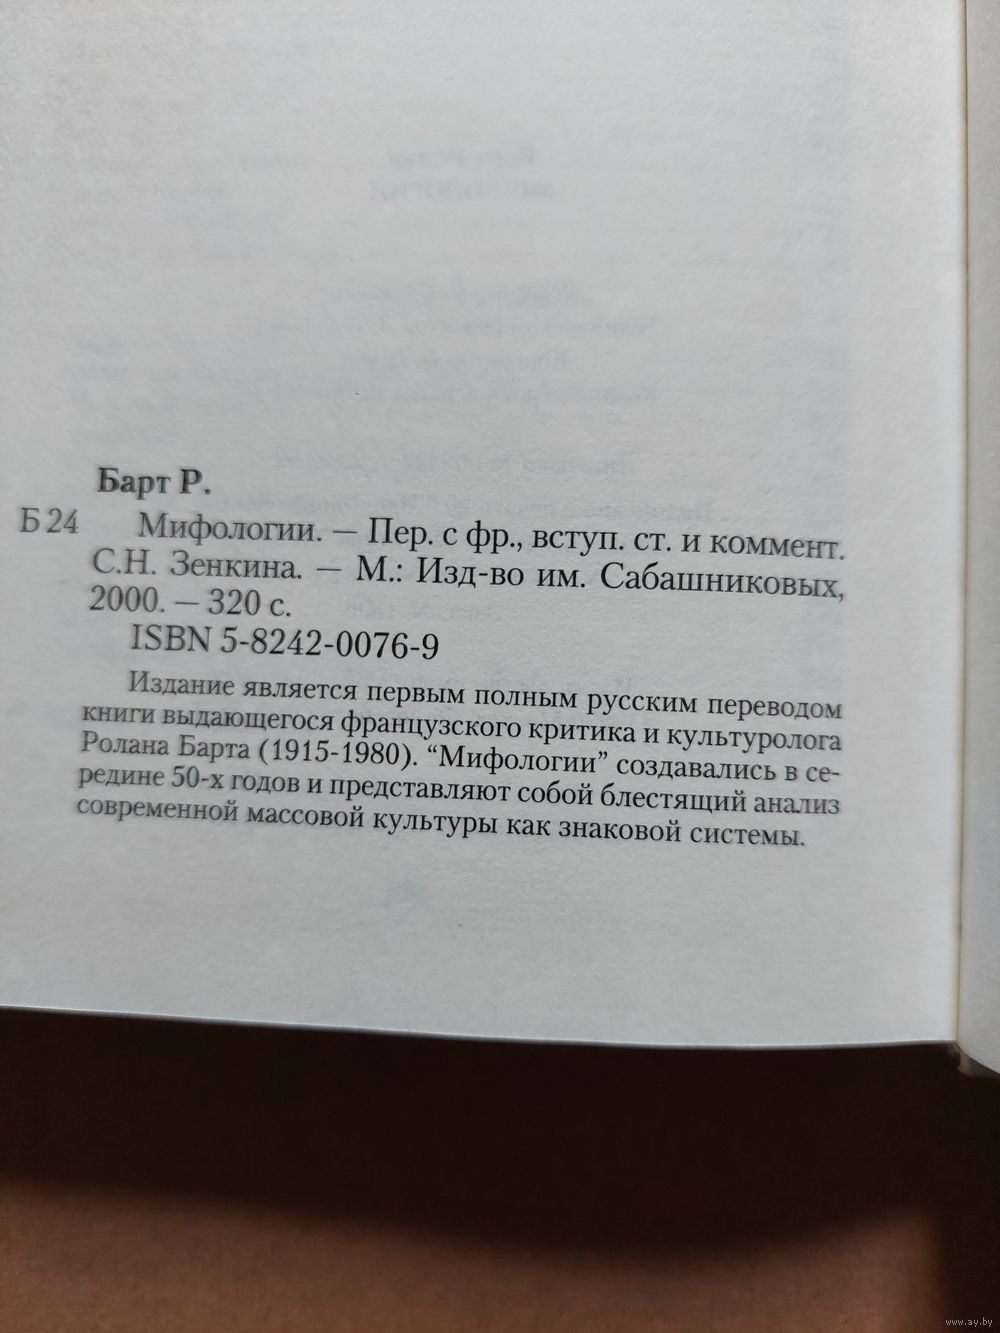 Барт Р.
Б 24 Мифологии. — Пер. с фр., вступ. ст. и коммент.
С.Н. Зенкина. — М.: Изд-во им. Сабашниковых,
2000. — 320 с.
ISBN 5-8242-0076-9
Издание является первым полным русским переводом
книги выдающегося французского критика и культуролога
Ролана Барта (1915-1980). “Мифологии” создавались в се-
редине 50-х годов и представляют собой блестящий анализ
современной массовой культуры как знаковой системы.
www.ay.by